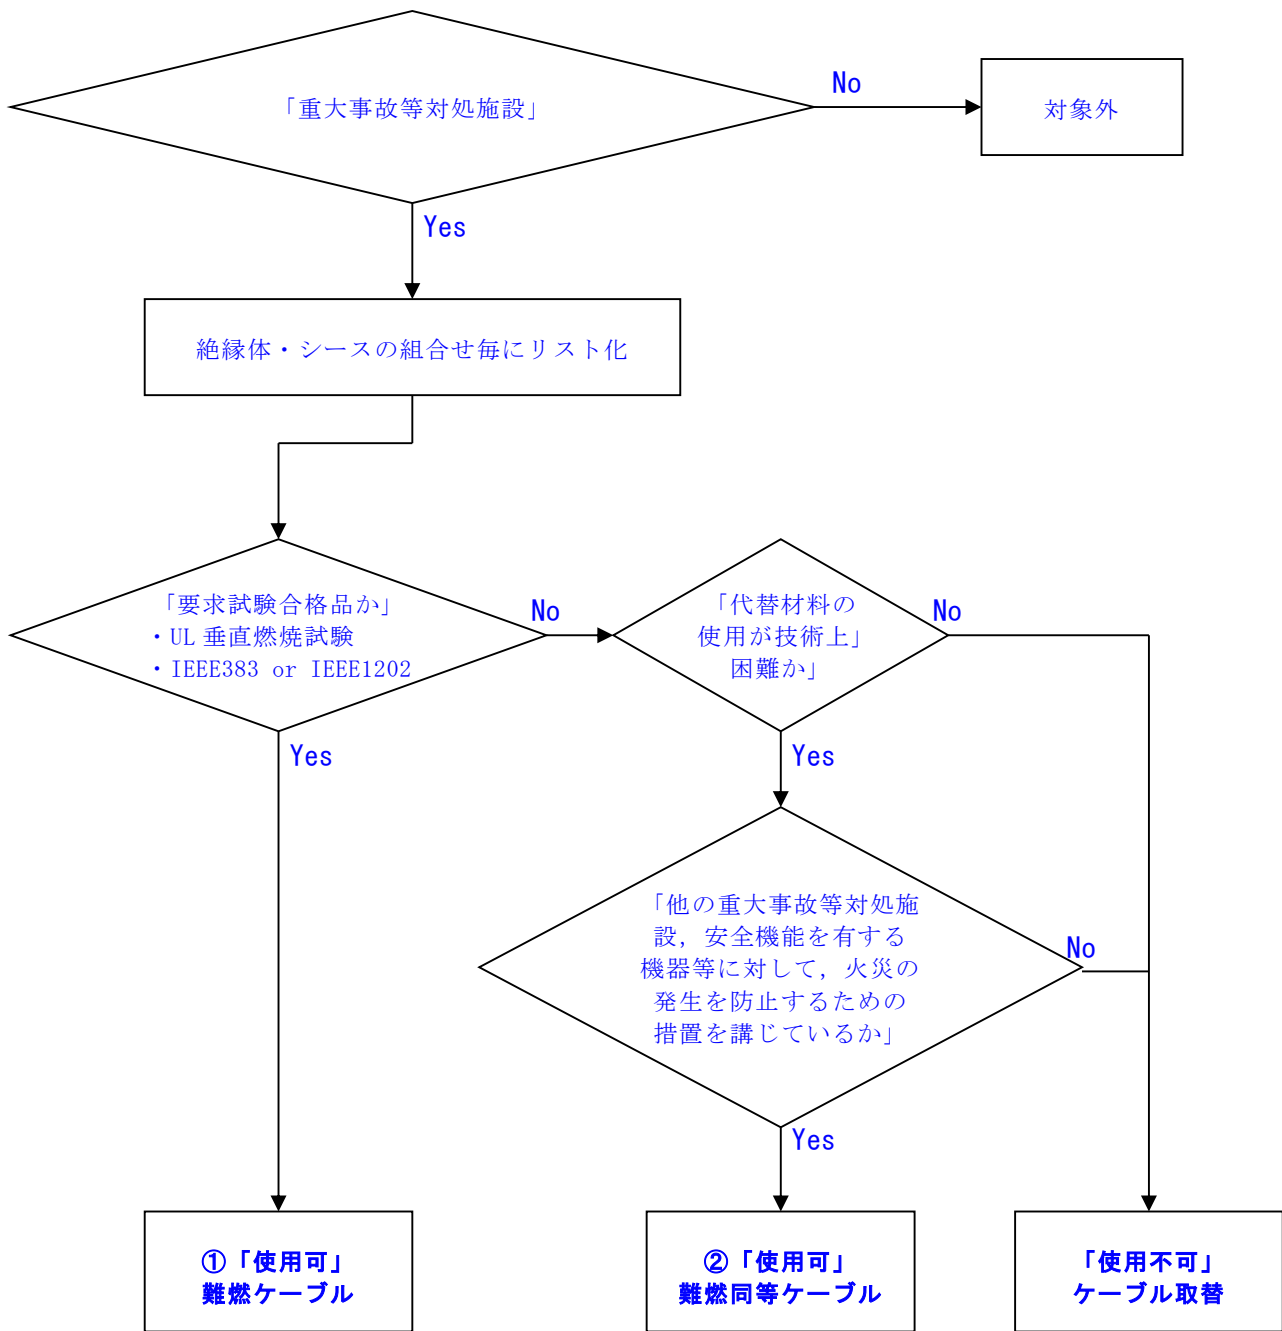 「重大事故等対処施設」
No
対象外
Yes
絶縁体・シースの組合せ毎にリスト化
「要求試験合格品か」
・UL 垂直燃焼試験
・IEEE383 or IEEE1202
No
「代替材料の
使用が技術上」
困難か」
No
Yes
Yes
「他の重大事故等対処施
設，安全機能を有する
機器等に対して，火災の
発生を防止するための
措置を講じているか」
No
Yes
①「使用可」
難燃ケーブル
②「使用可」
難燃同等ケーブル
「使用不可」
ケーブル取替